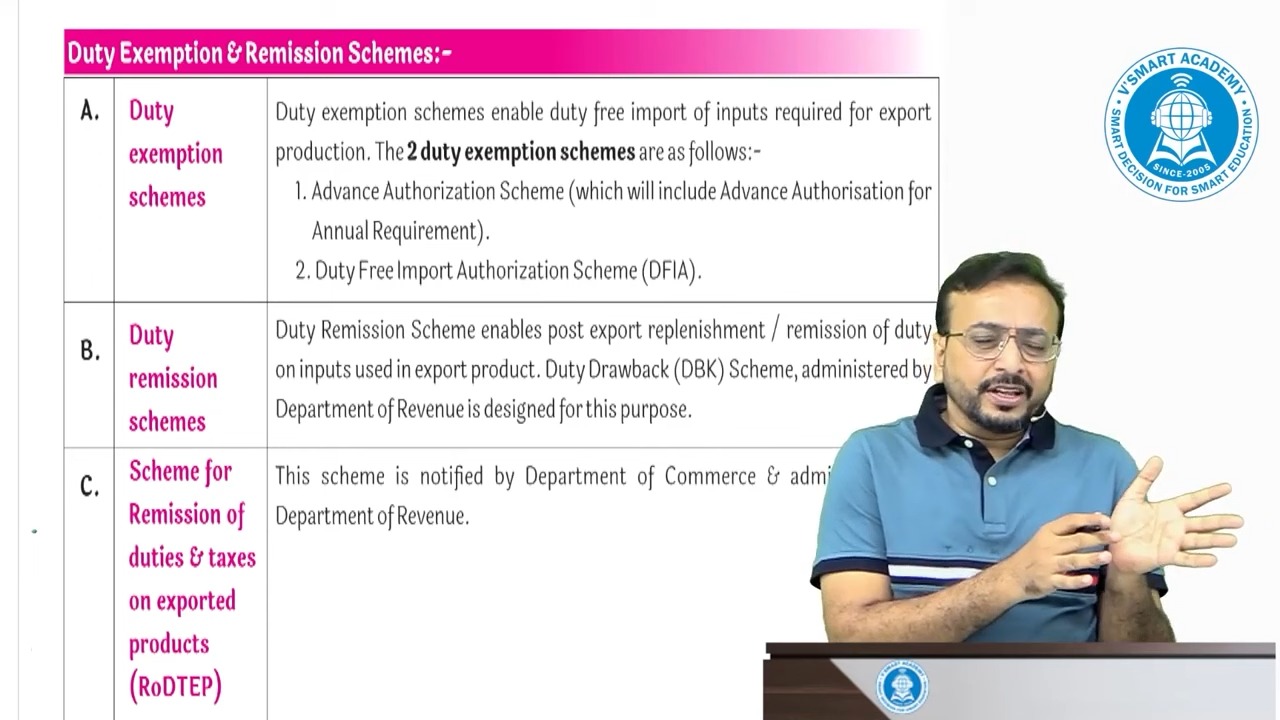 Duty Exemption & Remission Schemes:-
A.
Duty
exemption
schemes
Duty exemption schemes enable duty free import of inputs required for export
production. The 2 duty exemption schemes are as follows:-
1. Advance Authorization Scheme (which will include Advance Authorisation for
Annual Requirement).
2. Duty Free Import Authorization Scheme (DFIA).
B.
Duty
remission
schemes
Duty Remission Scheme enables post export replenishment / remission of duty
on inputs used in export product. Duty Drawback (DBK) Scheme, administered by
Department of Revenue is designed for this purpose.
C.
Scheme for
Remission of
duties & taxes
on exported
products
(RoDTEP)
This scheme is notified by Department of Commerce &
Department of Revenue.
V'SMART ACADEMY
SINCE-2005
SMART DECISION FOR SMART EDUCATION